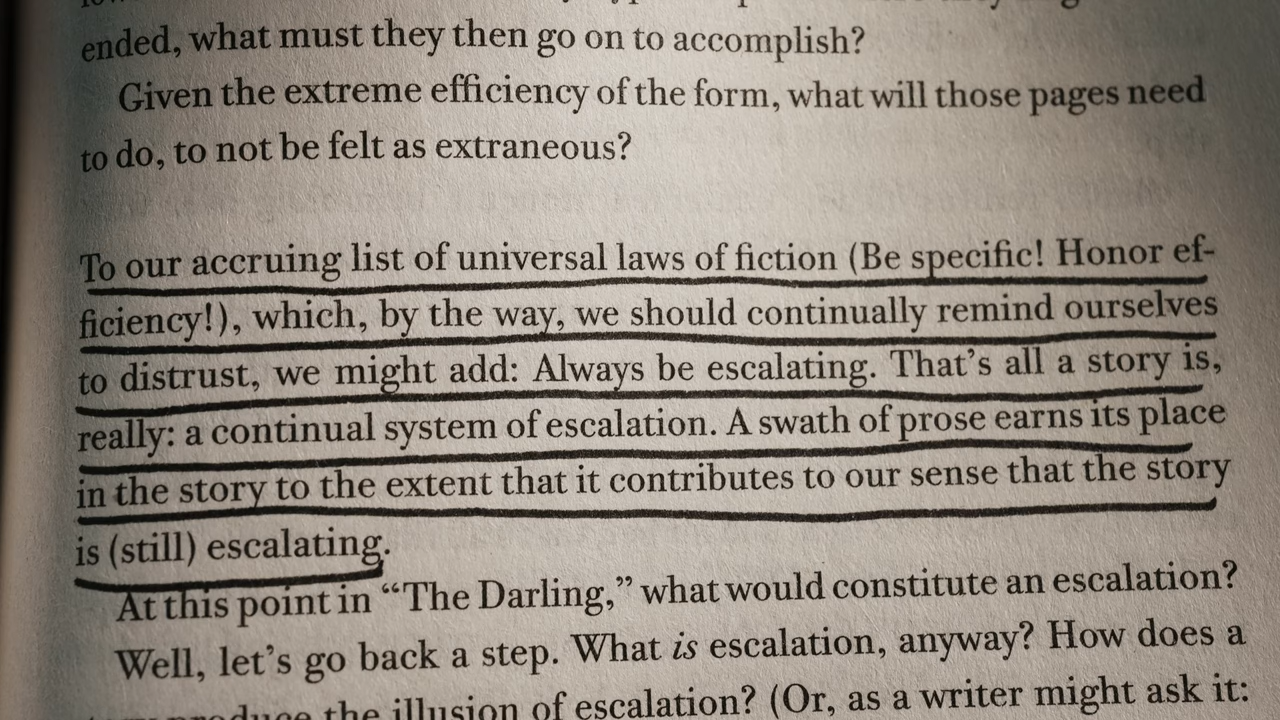 ended, what must they then go on to accomplish?
Given the extreme efficiency of the form, what will those pages need
to do, to not be felt as extraneous?
To our accruing list of universal laws of fiction (Be specific! Honor ef-
ficiency!), which, by the way, we should continually remind ourselves
to distrust, we might add: Always be escalating. That’s all a story is,
really: a continual system of escalation. A swath of prose earns its place
in the story to the extent that it contributes to our sense that the story
is (still) escalating.
At this point in “The Darling,” what would constitute an escalation?
Well, let’s go back a step. What is escalation, anyway? How does a
produce the illusion of escalation? (Or, as a writer might ask it: